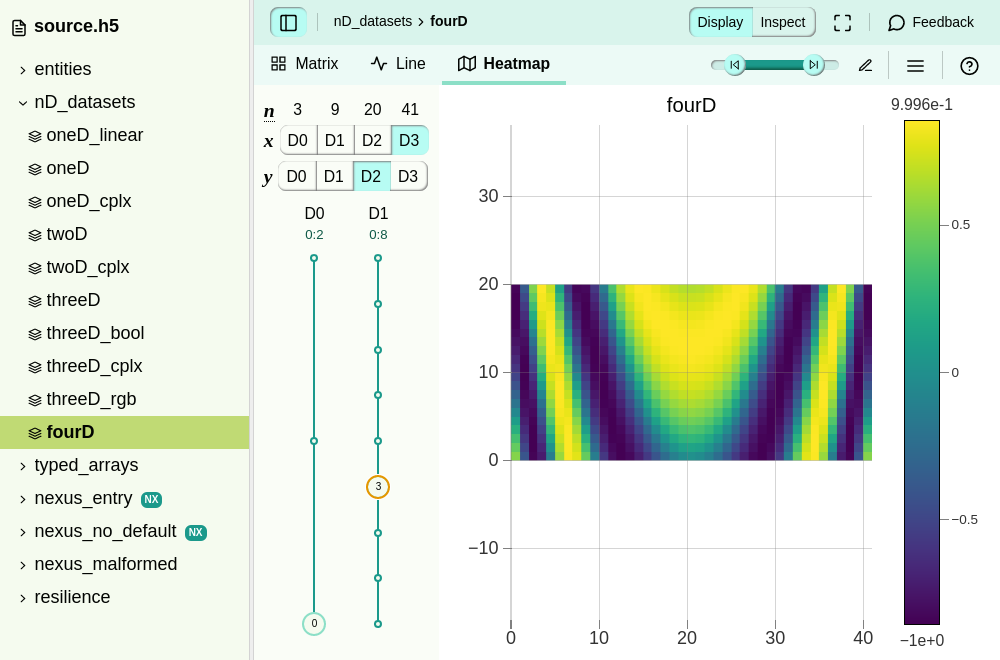 source.h5
entities
nD_datasets
oneD_linear
oneD
oneD_cplx
twoD
twoD_cplx
threeD
threeD_bool
threeD_cplx
threeD_rgb
fourD
typed_arrays
nexus_entry NX
nexus_no_default NX
nexus_malformed
resilience
nD_datasets › fourD
Display Inspect
Feedback
Matrix Line Heatmap
n 3 9 20 41
x D0 D1 D2 D3
y D0 D1 D2 D3
D0 D1
0:2 0:8
3
0
fourD
30
20
10
0
−10
0 10 20 30 40
9.996e-1
0.5
0
−0.5
−1e+0